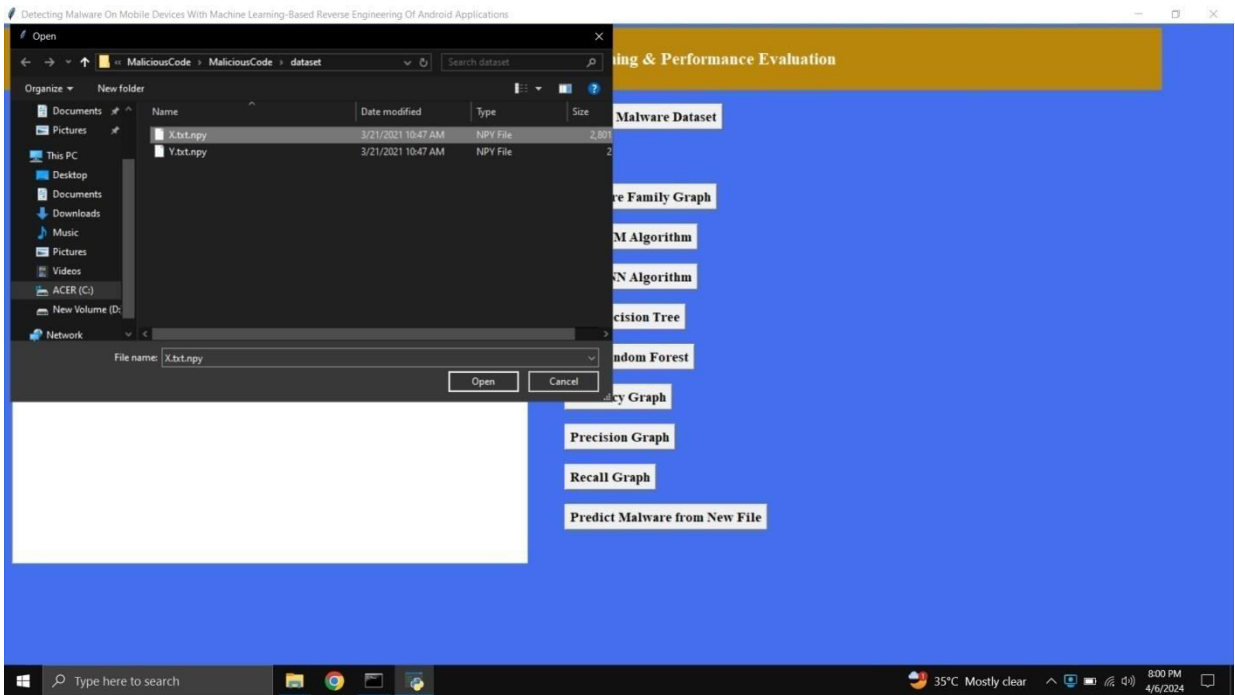 Detecting Malware On Mobile Devices With Machine Learning-Based Reverse Engineering Of Android Applications
Open
MaliciousCode › MaliciousCode › dataset
Search dataset
Organize
New folder
Documents
Pictures
This PC
Desktop
Documents
Downloads
Music
Pictures
Videos
ACER (C:)
New Volume (D:
Network
Name Date modified Type Size
X.txt.npy 3/21/2021 10:47 AM NPY File 2,801
Y.txt.npy 3/21/2021 10:47 AM NPY File 2
File name: X.txt.npy
Open Cancel
ing & Performance Evaluation
Malware Dataset
re Family Graph
M Algorithm
NN Algorithm
cision Tree
ndom Forest
cy Graph
Precision Graph
Recall Graph
Predict Malware from New File
Type here to search
35°C Mostly clear
8:00 PM
4/6/2024